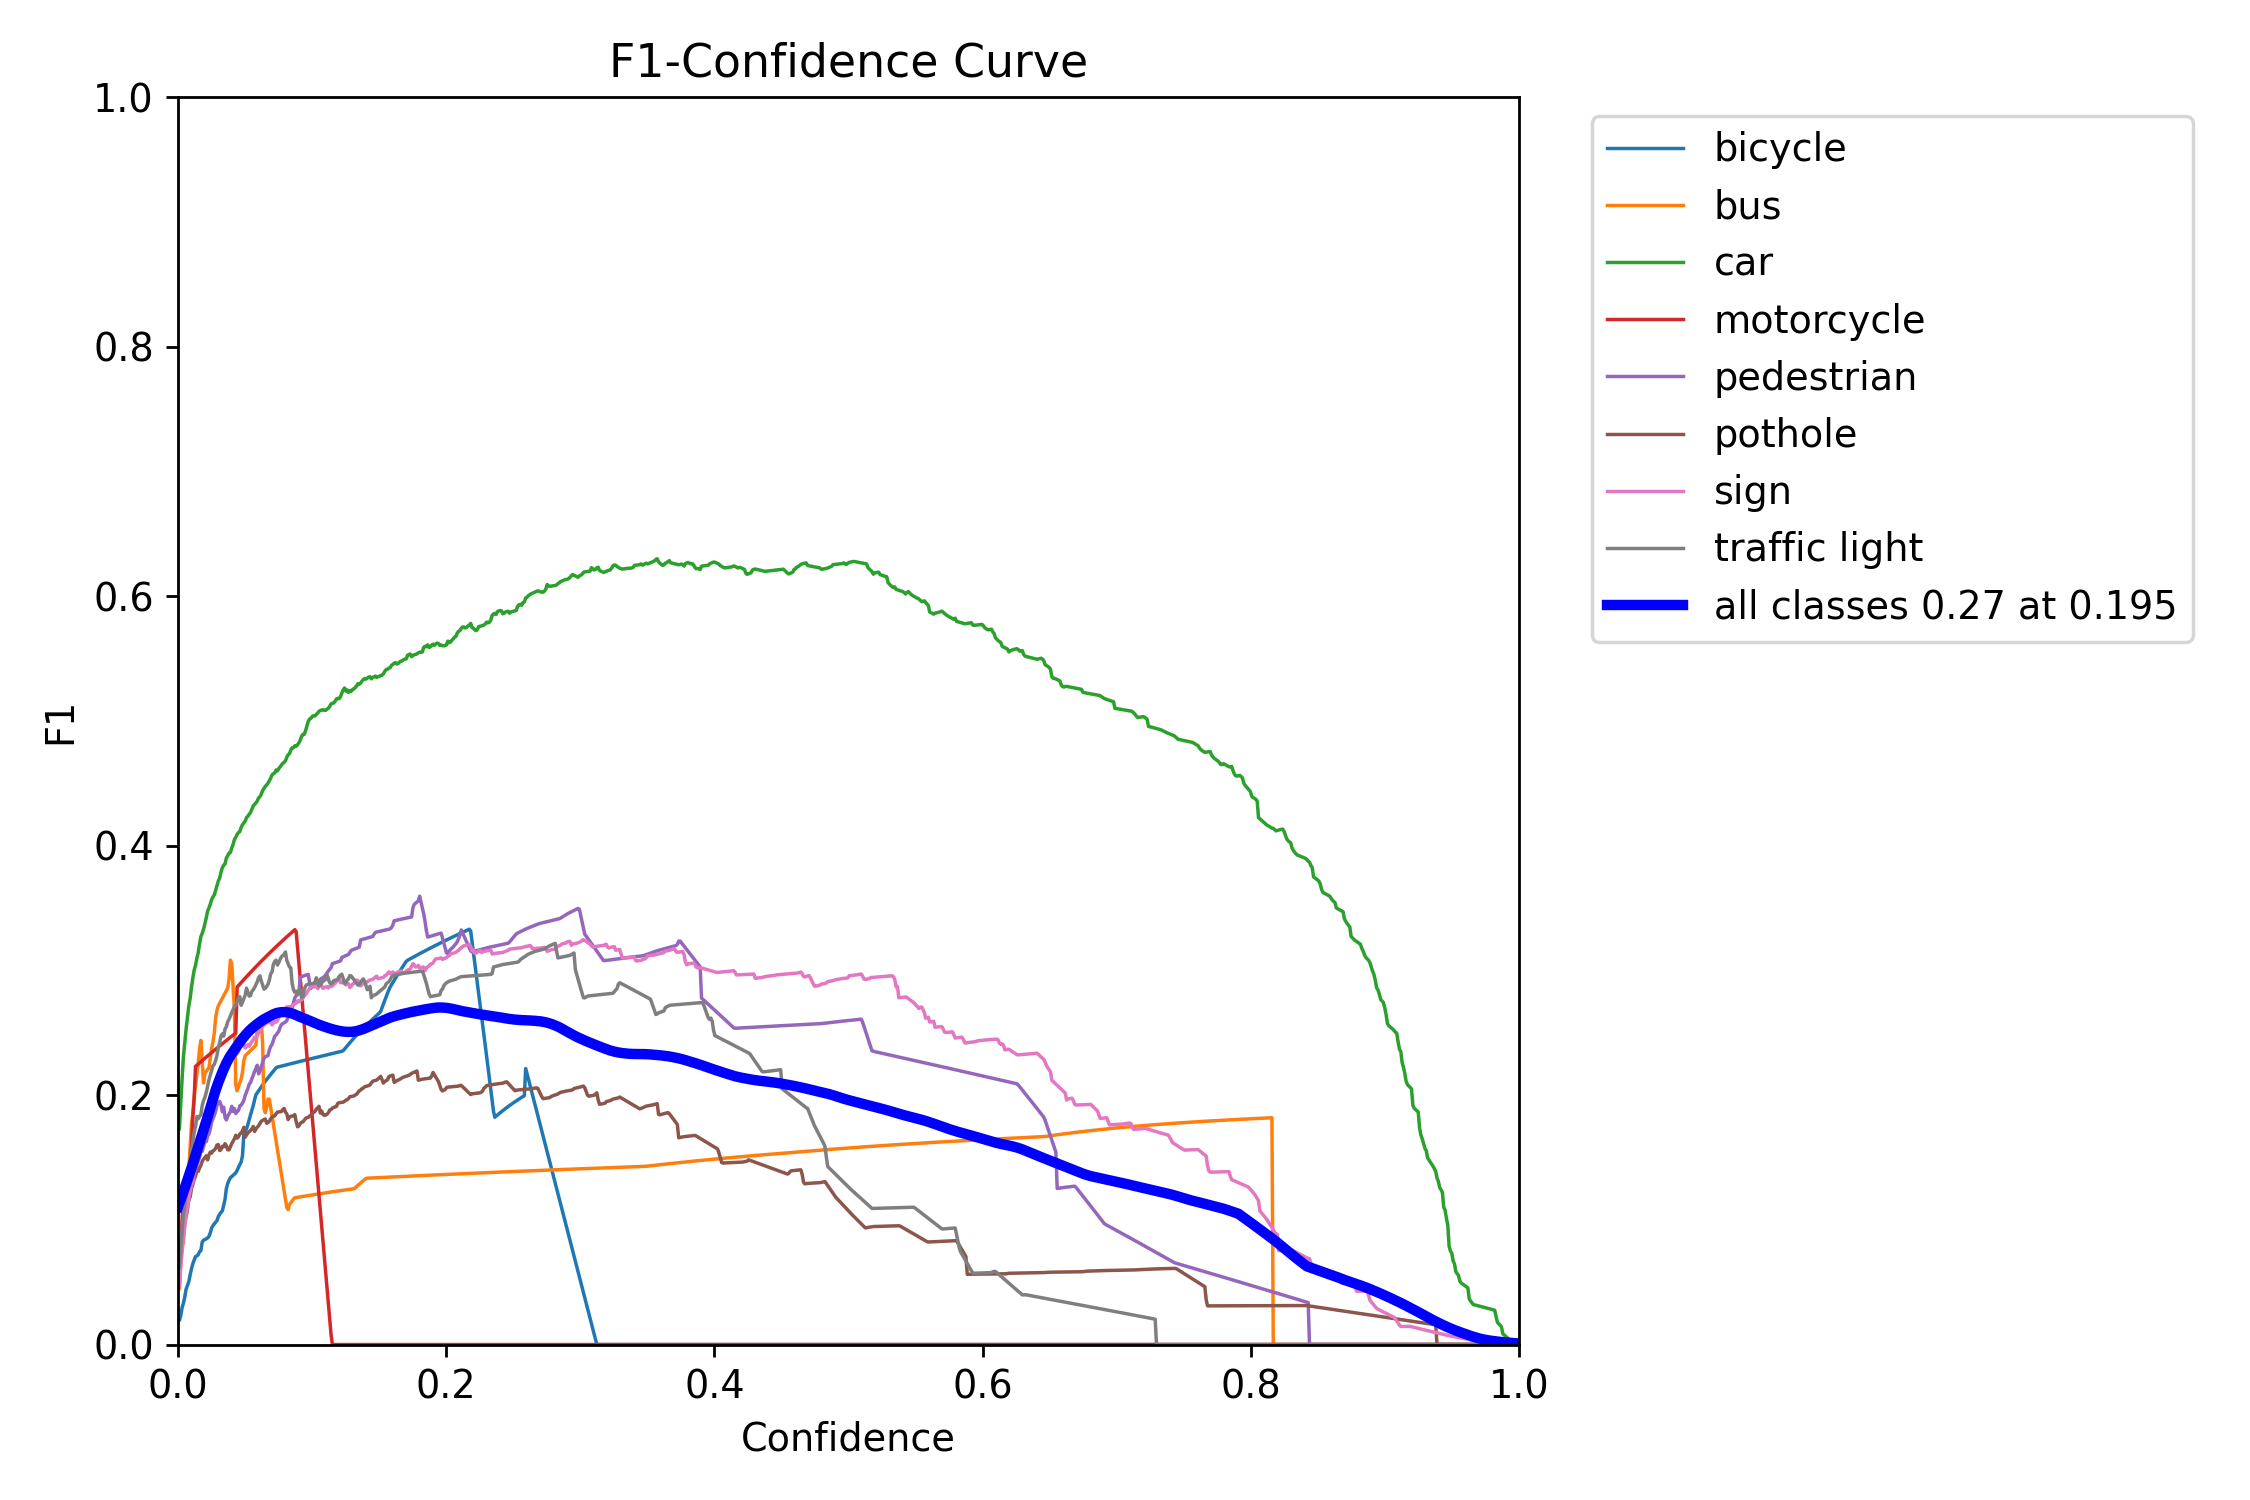 F1-Confidence Curve
1.0
0.8
0.6
0.4
0.2
0.0
F1
0.0 0.2 0.4 0.6 0.8 1.0
Confidence
bicycle
bus
car
motorcycle
pedestrian
pothole
sign
traffic light
all classes 0.27 at 0.195